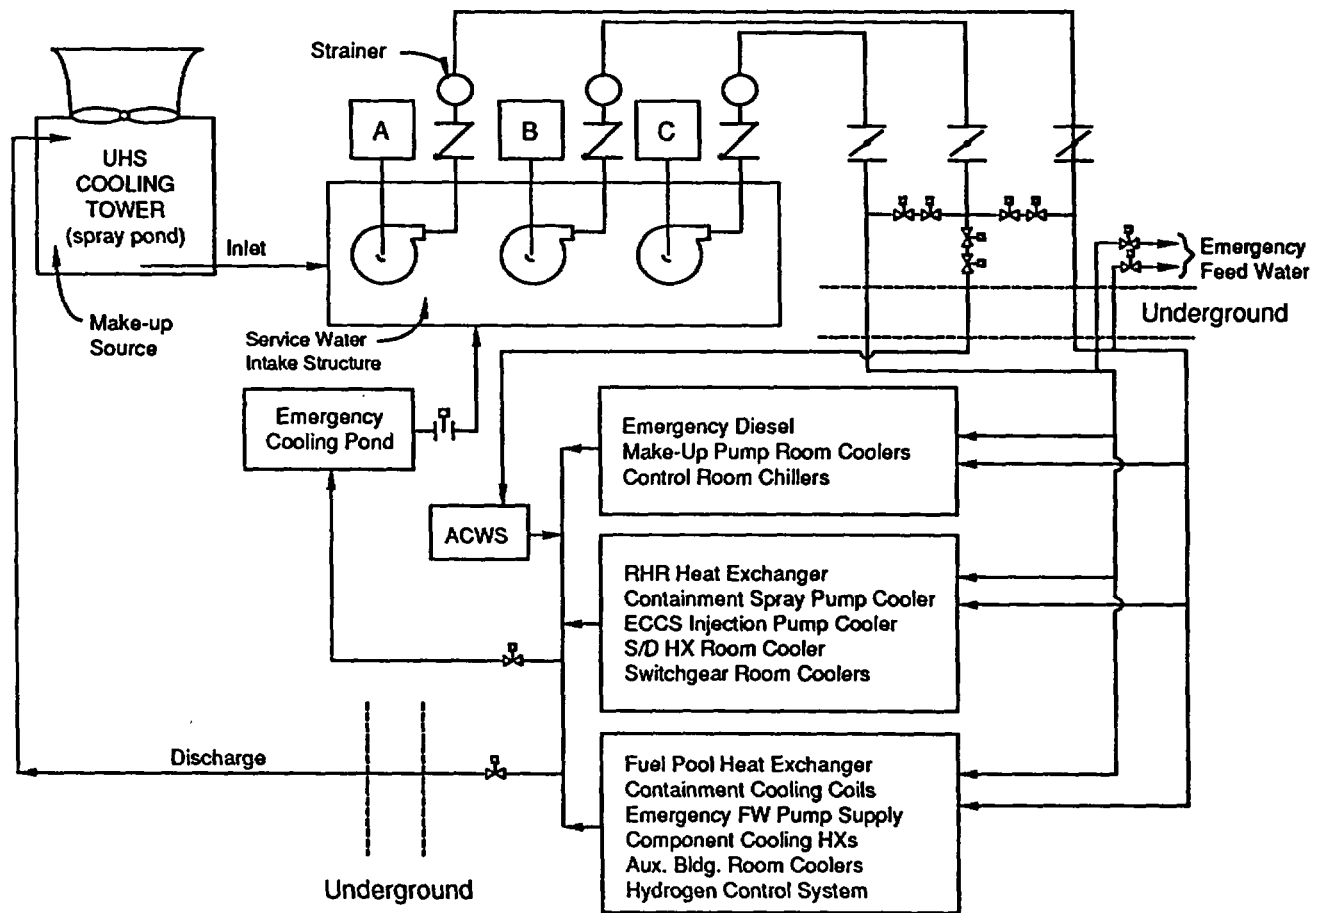 Strainer
A
B
C
UHS
COOLING
TOWER
(spray pond)
Inlet
Emergency
Feed Water
Underground
Make-up
Source
Service Water
Intake Structure
Emergency
Cooling Pond
Emergency Diesel
Make-Up Pump Room Coolers
Control Room Chillers
ACWS
RHR Heat Exchanger
Containment Spray Pump Cooler
ECCS Injection Pump Cooler
S/D HX Room Cooler
Switchgear Room Coolers
Discharge
Fuel Pool Heat Exchanger
Containment Cooling Coils
Emergency FW Pump Supply
Component Cooling HXs
Aux. Bldg. Room Coolers
Hydrogen Control System
Underground